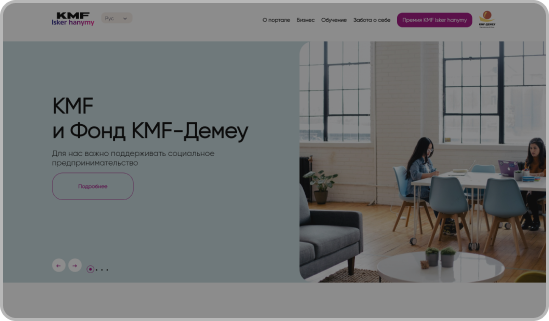 KMF
Isker hanymy
Рус
О портале
Бизнес
Обучение
Забота о себе
Премия KMF Isker hanymy
KMF
и Фонд KMF-Демеу
Для нас важно поддерживать социальное
предпринимательство
Подробнее